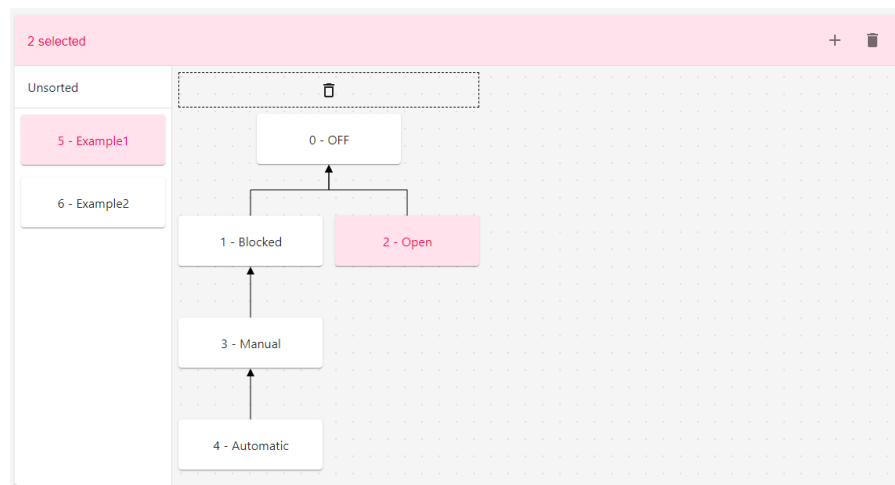 2 selected
Unsorted
5 - Example1
6 - Example2
0 - OFF
1 - Blocked
2 - Open
3 - Manual
4 - Automatic